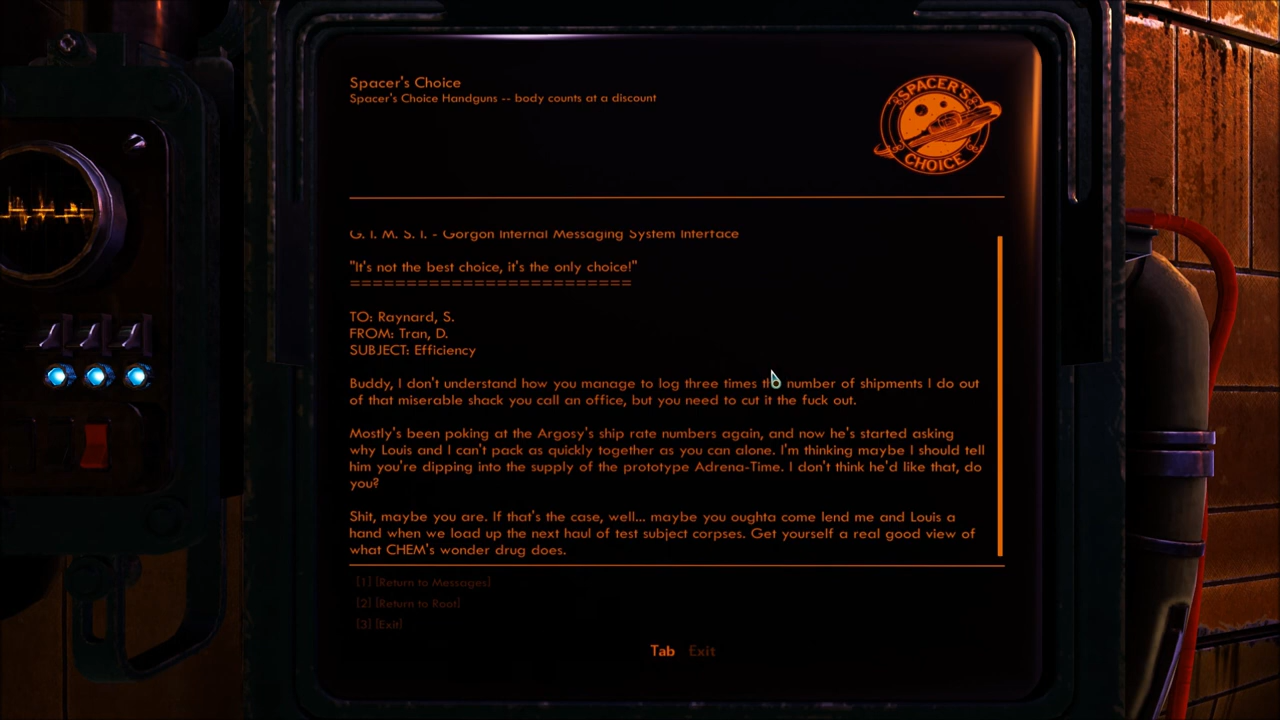 Spacer's Choice
Spacer's Choice Handguns -- body counts at a discount
SPACER'S
CHOICE
G. I. M. S. I. - Gorgon Internal Messaging System Interface
"It's not the best choice, it's the only choice!"
=========================
TO: Raynard, S.
FROM: Tran, D.
SUBJECT: Efficiency
Buddy, I don't understand how you manage to log three times the number of shipments I do out
of that miserable shack you call an office, but you need to cut it the fuck out.
Mostly's been poking at the Argosy's ship rate numbers again, and now he's started asking
why Louis and I can't pack as quickly together as you can alone. I'm thinking maybe I should tell
him you're dipping into the supply of the prototype Adrena-Time. I don't think he'd like that, do
you?
Shit, maybe you are. If that's the case, well... maybe you oughta come lend me and Louis a
hand when we load up the next haul of test subject corpses. Get yourself a real good view of
what CHEM's wonder drug does.
[1] [Return to Messages]
[2] [Return to Root]
[3] [Exit]
Tab Exit